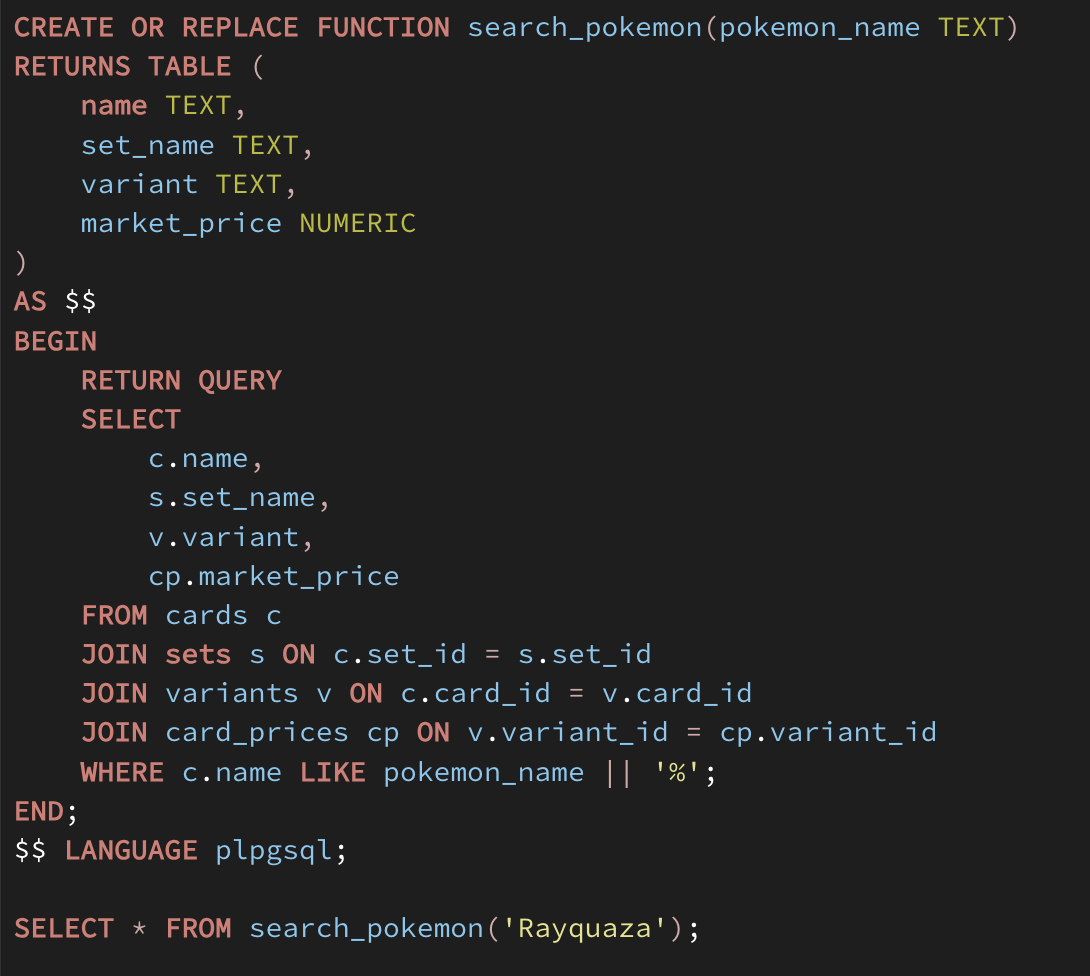 CREATE OR REPLACE FUNCTION search_pokemon(pokemon_name TEXT)
RETURNS TABLE (
    name TEXT,
    set_name TEXT,
    variant TEXT,
    market_price NUMERIC
)
AS $$
BEGIN
    RETURN QUERY
    SELECT
        c.name,
        s.set_name,
        v.variant,
        cp.market_price
    FROM cards c
    JOIN sets s ON c.set_id = s.set_id
    JOIN variants v ON c.card_id = v.card_id
    JOIN card_prices cp ON v.variant_id = cp.variant_id
    WHERE c.name LIKE pokemon_name || '%';
END;
$$ LANGUAGE plpgsql;

SELECT * FROM search_pokemon('Rayquaza');